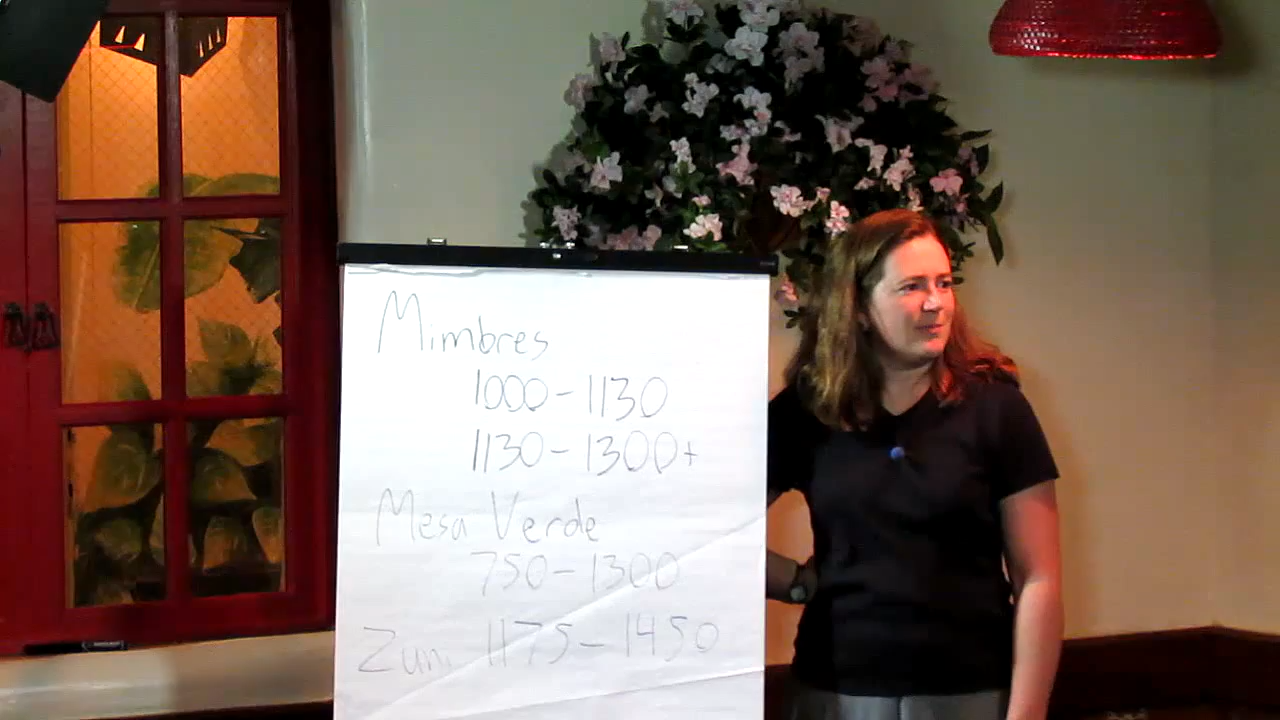 Mimbres
1000-1130
1130-1300+
Mesa Verde
750-1300
Zuni 1175-1450